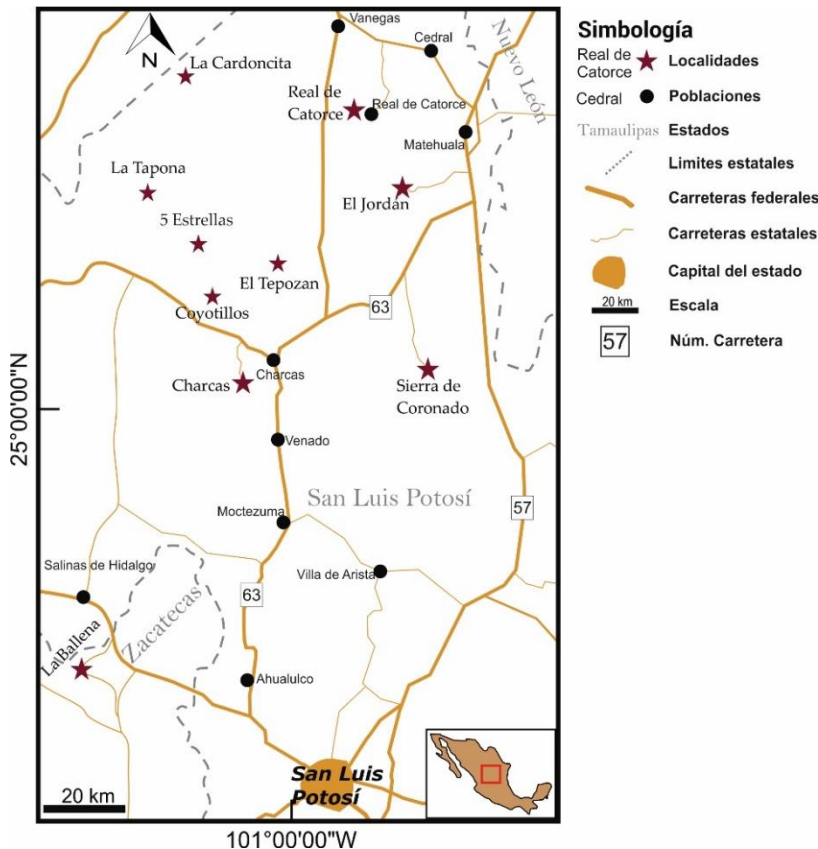 Vanegas
Cedral
N
La Cardoncita
Real de
Catorce
Real de Catorce
Nuevo León
Matehuala
La Tapona
El Jordán
5 Estrellas
El Tepozan
Coyotillos
63
Charcas
Charcas
Sierra de
Coronado
25°00'00"N
Venado
San Luis Potosí
57
Moctezuma
Salinas de Hidalgo
Villa de Arista
63
Zacatecas
La Ballena
Ahualulco
San Luis
Potosí
20 km
101°00'00"W
Simbología
Real de
Catorce
Localidades
Cedral
Poblaciones
Tamaulipas
Estados
Limites estatales
Carreteras federales
Carreteras estatales
Capital del estado
20 km
Escala
57
Núm. Carretera